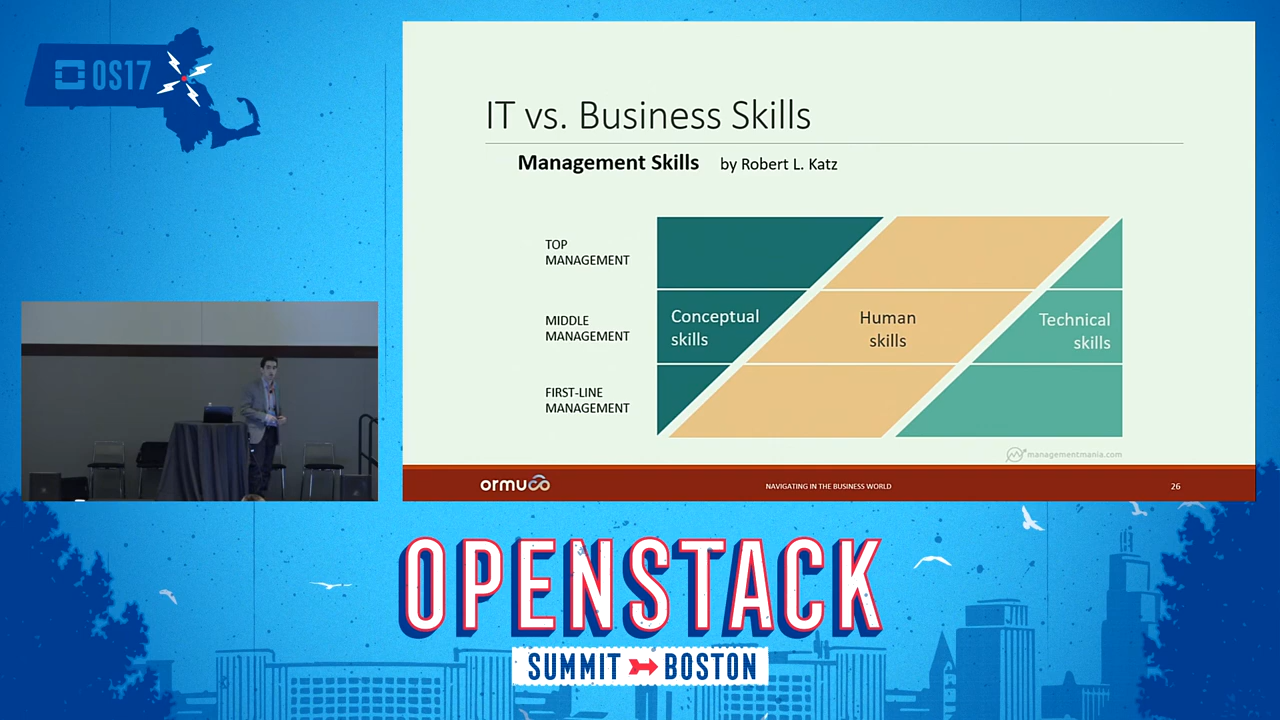 OS17
IT vs. Business Skills
Management Skills by Robert L. Katz
TOP
MANAGEMENT
MIDDLE
MANAGEMENT
FIRST-LINE
MANAGEMENT
Conceptual
skills
Human
skills
Technical
skills
managementmania.com
ormuco
NAVIGATING IN THE BUSINESS WORLD
26
OPENSTACK
SUMMIT BOSTON